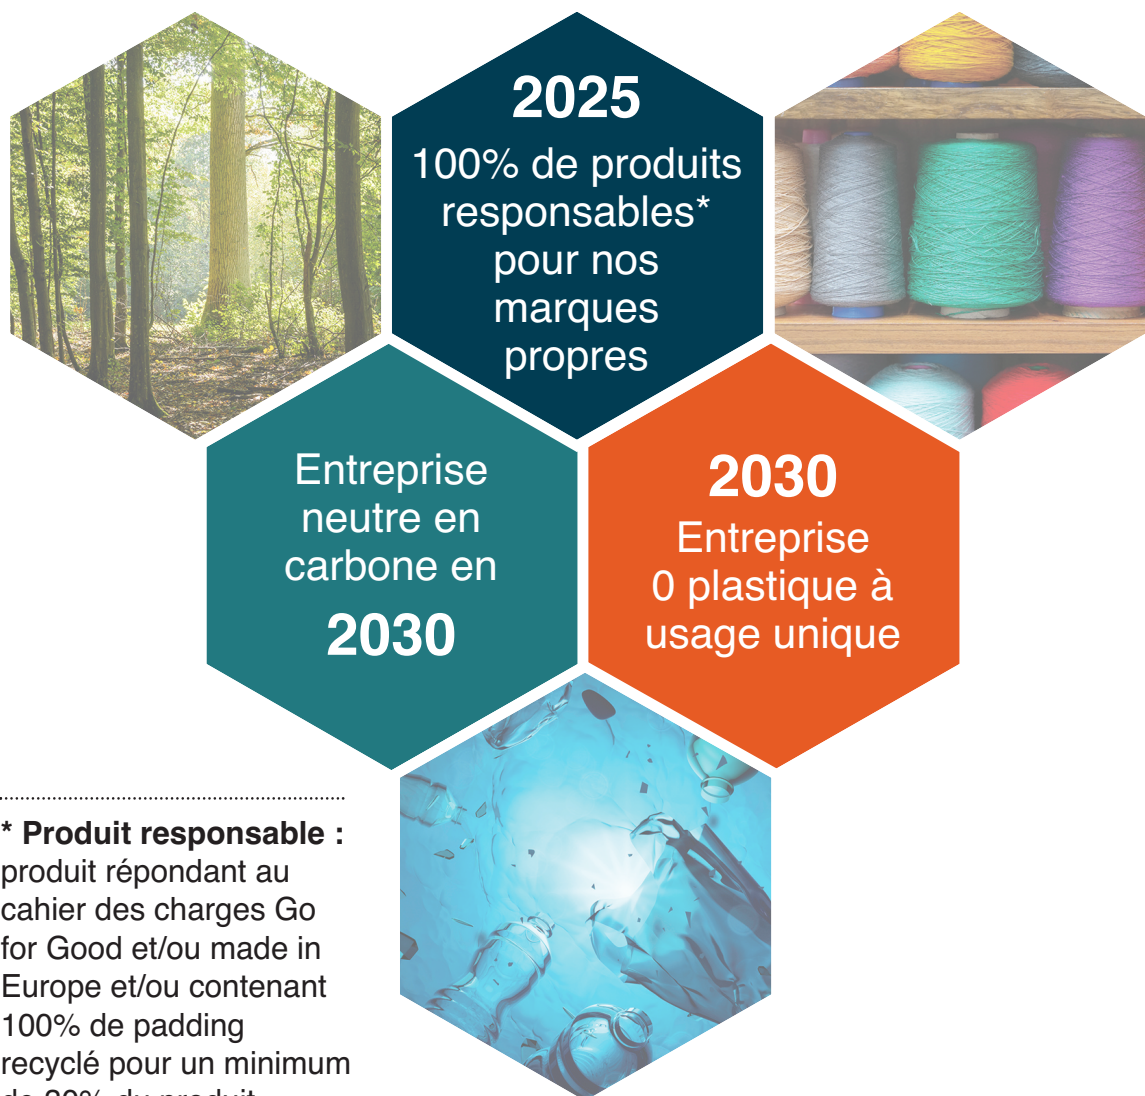 2025
100% de produits
responsables*
pour nos
marques
propres
Entreprise
neutre en
carbone en
2030
2030
Entreprise
0 plastique à
usage unique
* Produit responsable :
produit répondant au
cahier des charges Go
for Good et/ou made in
Europe et/ou contenant
100% de padding
recyclé pour un minimum
du produit